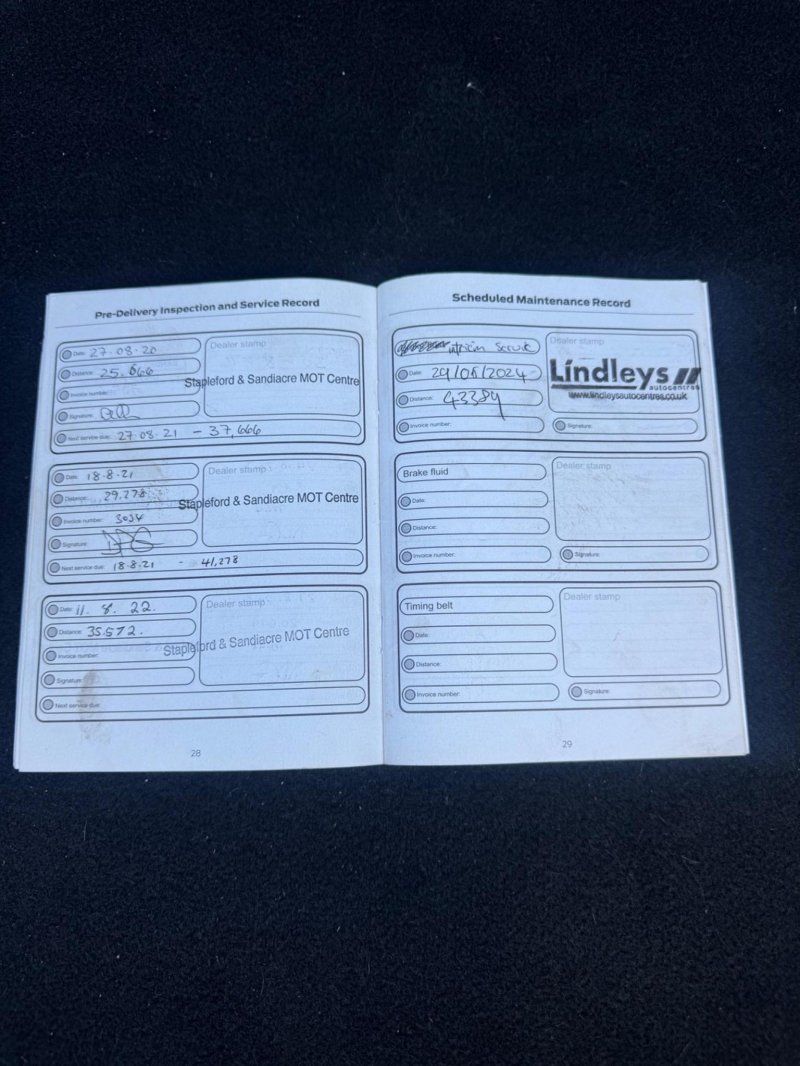 Pre-Delivery Inspection and Service Record
Date: 27.08.20
Dealer stamp
Distance: 25.666
Stapleford & Sandiacre MOT Centre
Invoice number:
Signature:
Next service due: 27.08.21 - 37,666
Date: 18.8.21
Dealer stamp
Distance: 29.278
Stapleford & Sandiacre MOT Centre
Invoice number: 3034
Signature:
Next service due: 18.8.21 - 41,278
Date: 11. 8. 22.
Dealer stamp
Distance: 35.572.
Stapleford & Sandiacre MOT Centre
Invoice number:
Signature:
Next service due:
28
Scheduled Maintenance Record
interim Service
Dealer stamp
Date:
Lindleys
autocentres
www.lindleysautocentres.co.uk
Distance: 43384
Invoice number:
Signature:
Brake fluid
Dealer stamp
Date:
Distance:
Invoice number:
Signature:
Timing belt
Dealer stamp
Date:
Distance:
Invoice number:
Signature:
29